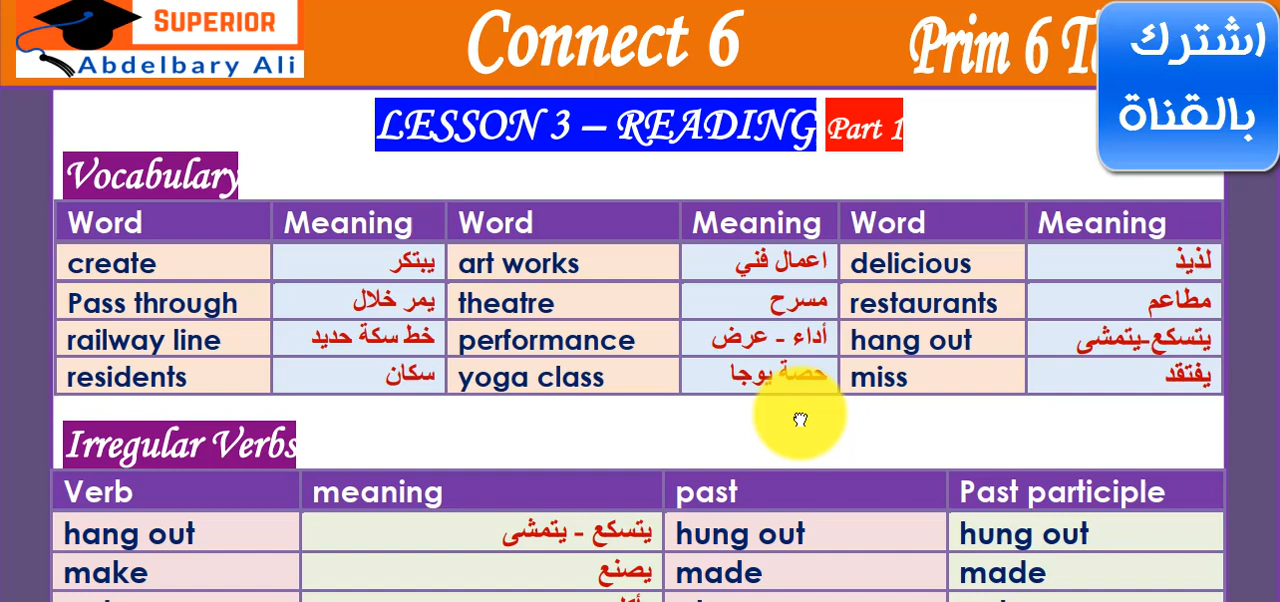 SUPERIOR
Abdelbary Ali
Connect 6
Prim 6
اشترك
بالقناة
LESSON 3 – READING Part 1
Vocabulary
Word Meaning Word Meaning Word Meaning
create يبتكر art works اعمال فني delicious لذيذ
Pass through يمر خلال theatre مسرح restaurants مطاعم
railway line خط سكة حديد performance أداء - عرض hang out يتسكع-يتمشى
residents سكان yoga class حصة يوجا miss يفتقد
Irregular Verbs
Verb meaning past Past participle
hang out يتسكع - يتمشى hung out hung out
make يصنع made made